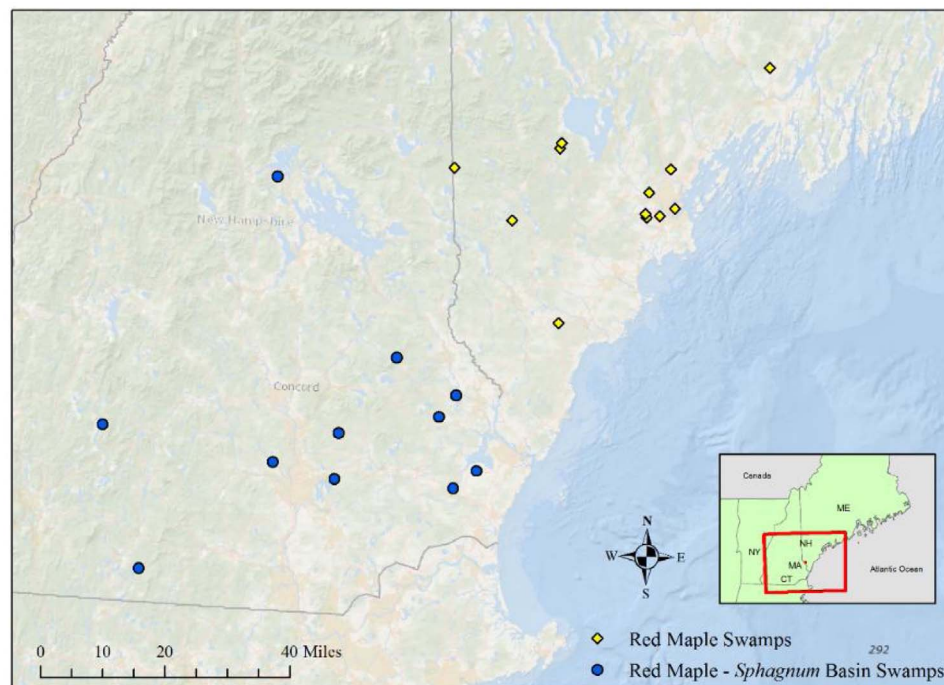 New Hampshire
Concord
N
W E
S
Canada
ME
NY
NH
MA
CT
Atlantic Ocean
0 10 20 40 Miles
Red Maple Swamps
292
Red Maple - Sphagnum Basin Swamps